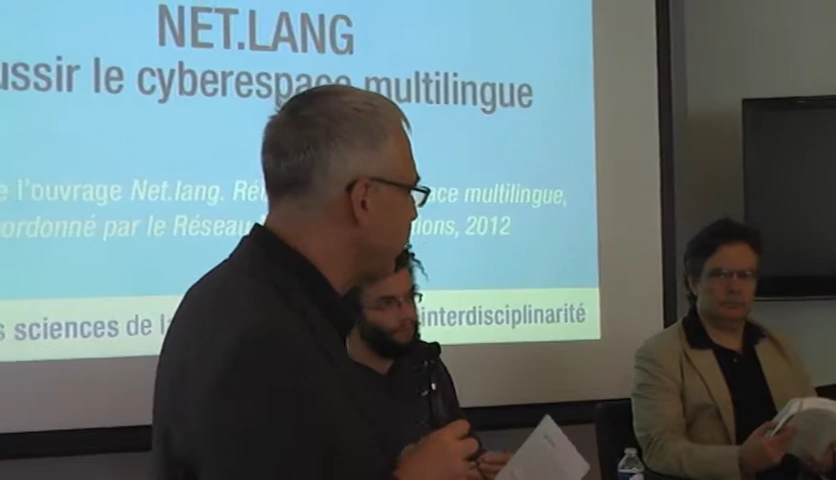 NET.LANG
ussir le cyberespace multilingue
e l'ouvrage Net.lang. Ré ace multilingue,
ordonné par le Réseau ions, 2012
s sciences de l interdisciplinarité